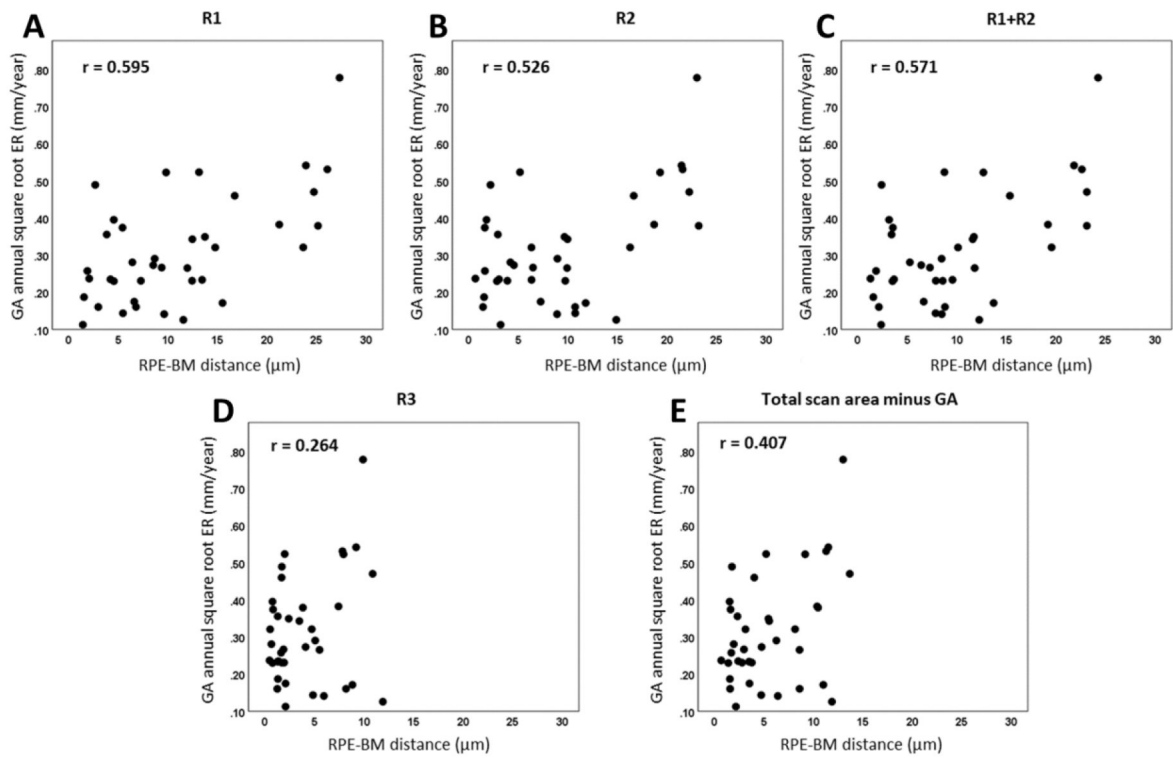 A
R1
r = 0.595
GA annual square root ER (mm/year)
.80
.70
.60
.50
.40
.30
.20
.10
0 5 10 15 20 25 30
RPE-BM distance (µm)
B
R2
r = 0.526
GA annual square root ER (mm/year)
.80
.70
.60
.50
.40
.30
.20
.10
0 5 10 15 20 25 30
RPE-BM distance (µm)
C
R1+R2
r = 0.571
GA annual square root ER (mm/year)
.80
.70
.60
.50
.40
.30
.20
.10
0 5 10 15 20 25 30
RPE-BM distance (µm)
D
R3
r = 0.264
GA annual square root ER (mm/year)
.80
.70
.60
.50
.40
.30
.20
.10
0 5 10 15 20 25 30
RPE-BM distance (µm)
E
Total scan area minus GA
r = 0.407
GA annual square root ER (mm/year)
.80
.70
.60
.50
.40
.30
.20
.10
0 5 10 15 20 25 30
RPE-BM distance (µm)